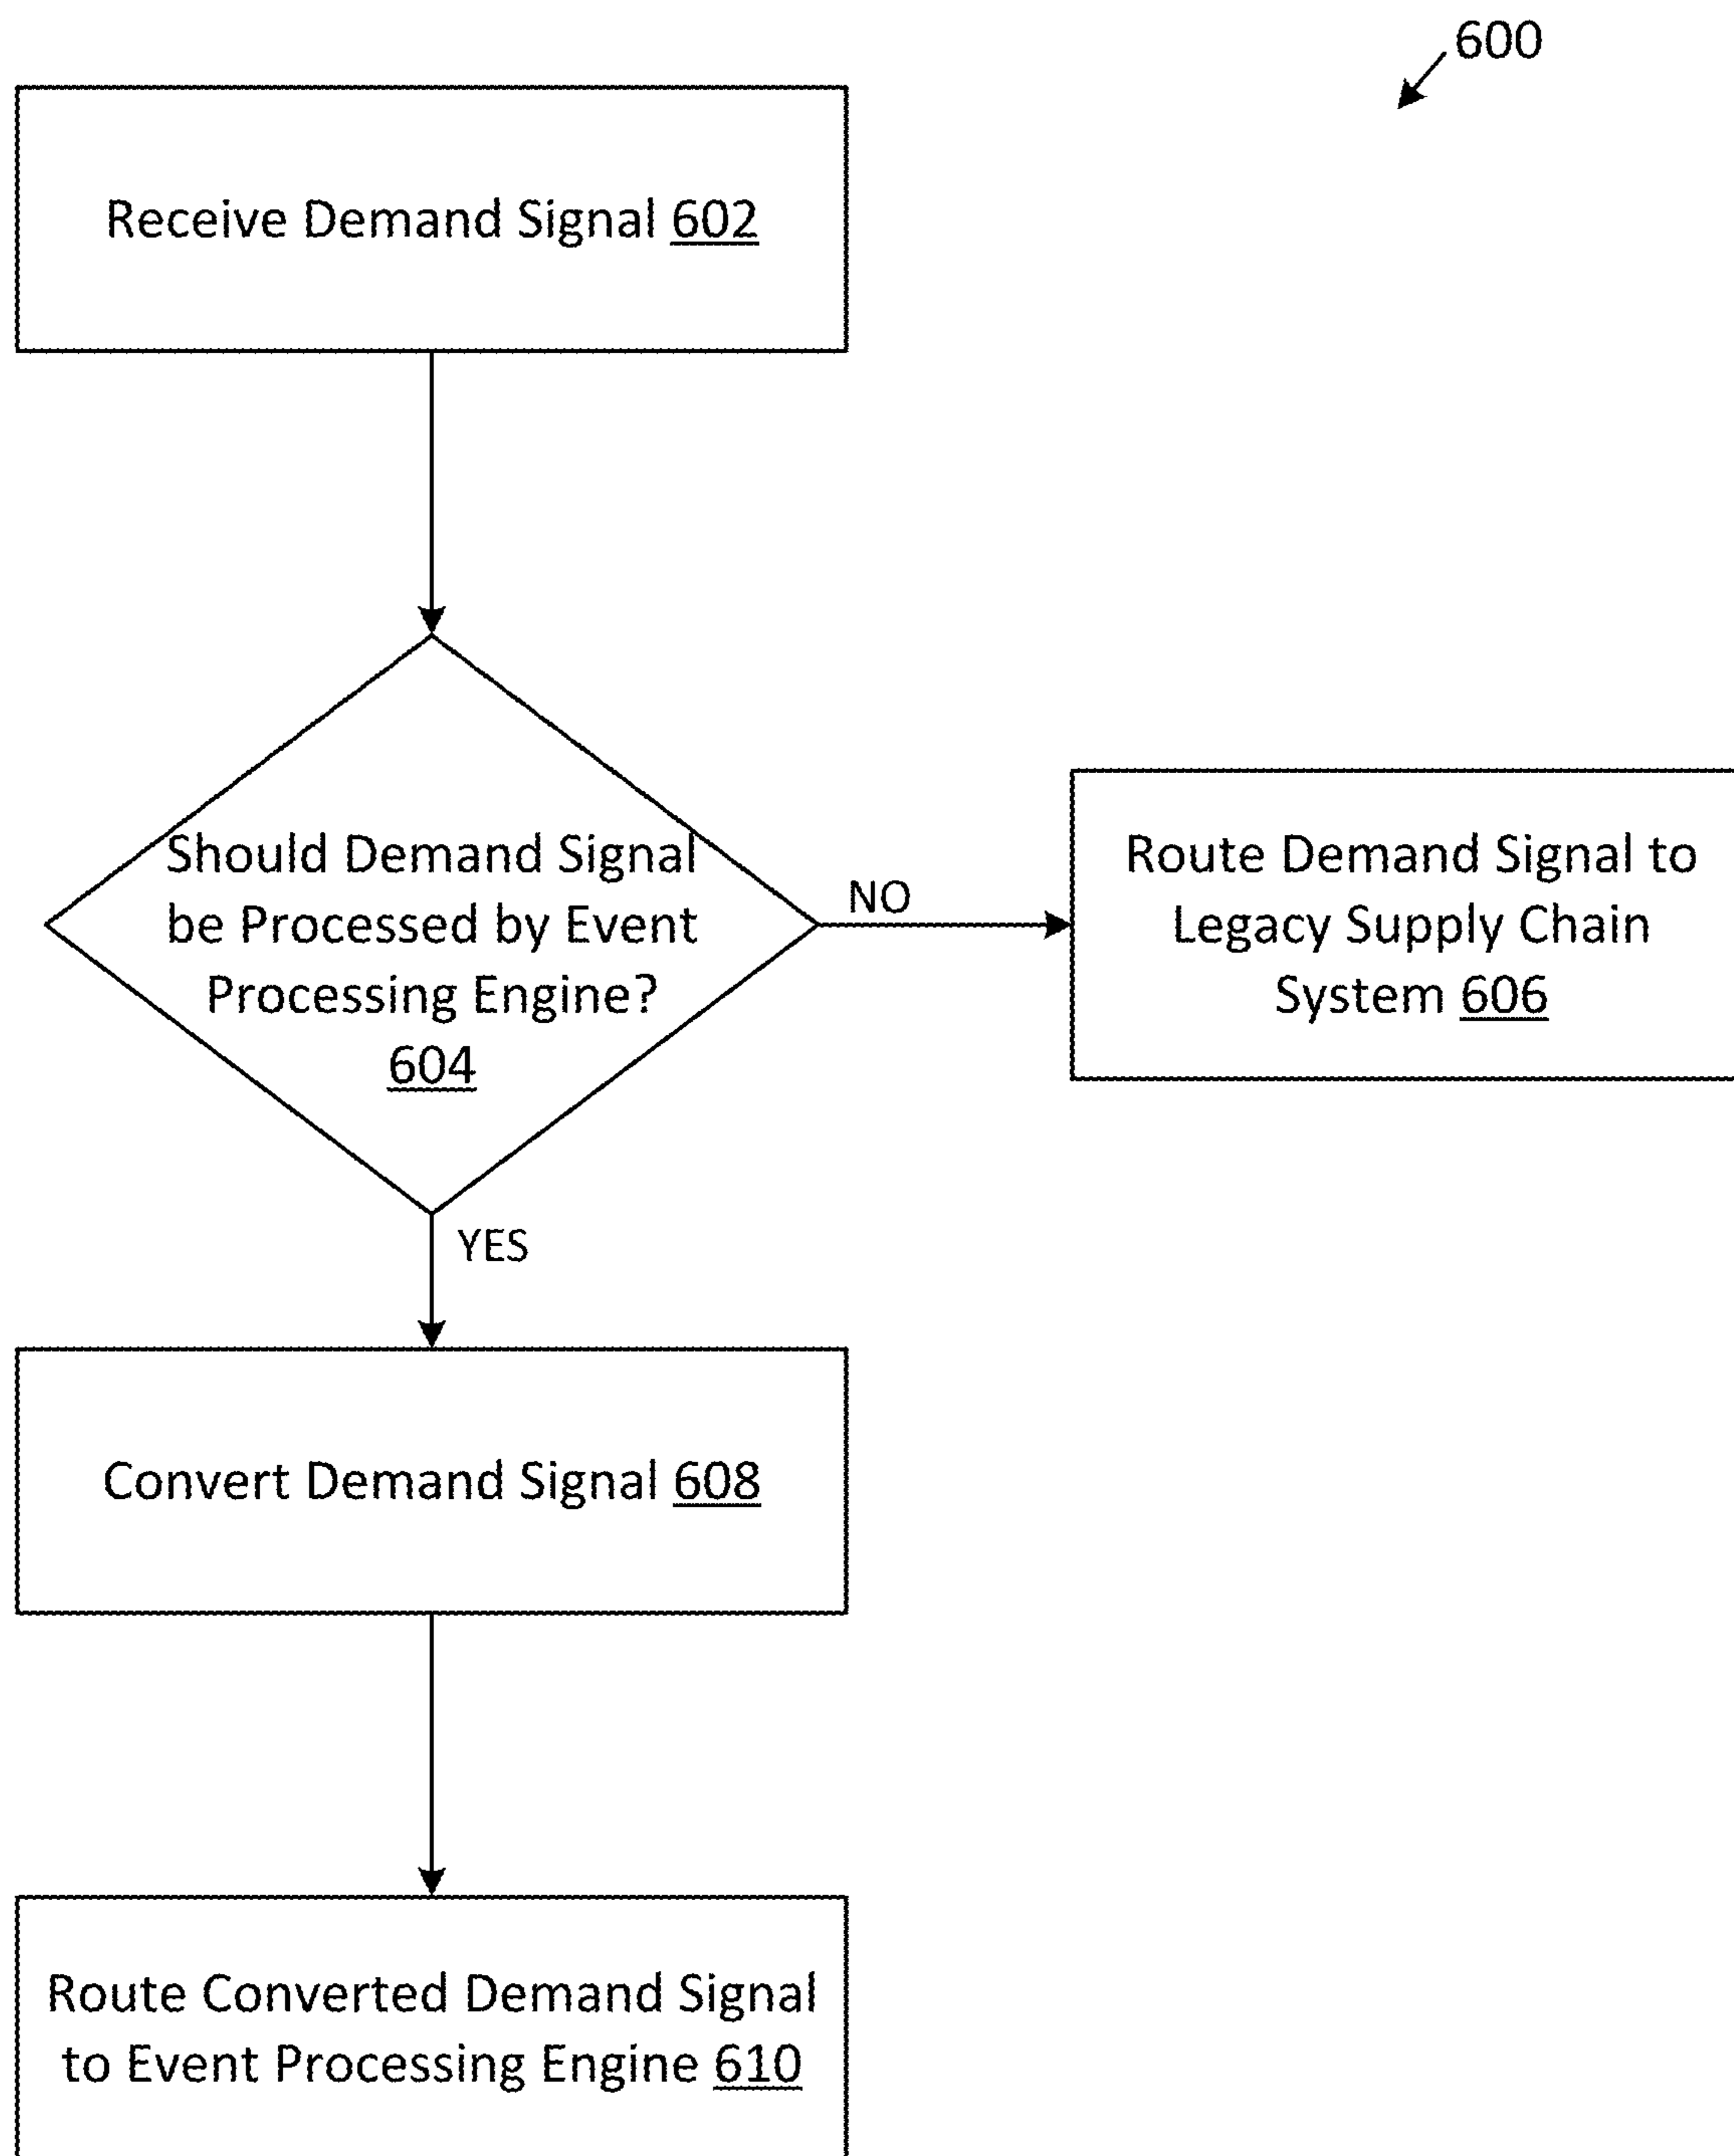 600
Receive Demand Signal 602
Should Demand Signal
be Processed by Event
Processing Engine?
604
NO
Route Demand Signal to
Legacy Supply Chain
System 606
YES
Convert Demand Signal 608
Route Converted Demand Signal
to Event Processing Engine 610